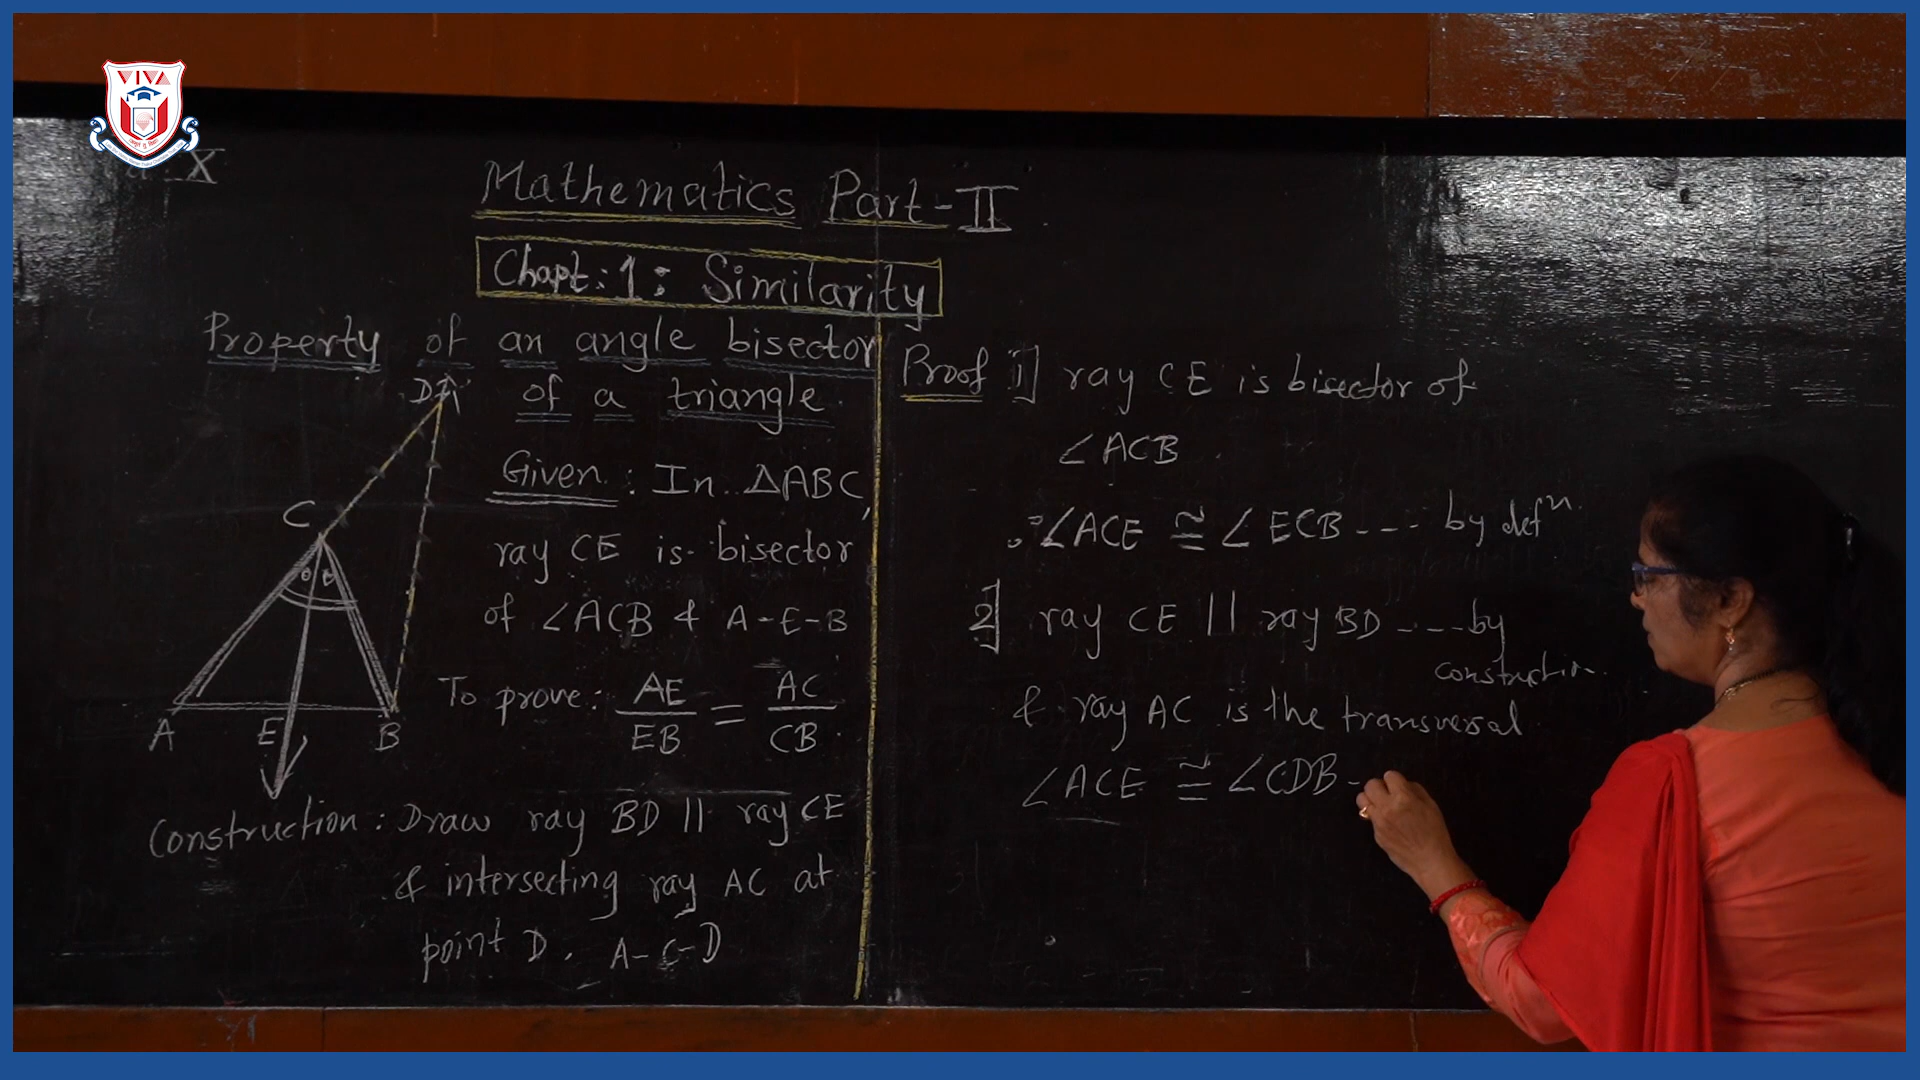 VIVA
X
Mathematics Part-II
Chapt: 1 : Similarity
Property of an angle bisector
of a triangle.
D
C
A E B
Given : In △ABC,
ray CE is bisector
of ∠ACB & A-E-B
To prove: AE/EB = AC/CB
Construction: Draw ray BD || ray CE
& intersecting ray AC at
point D. A-C-D
Proof 1] ray CE is bisector of
∠ACB
∠ACE ≅ ∠ECB --- by defn.
2] ray CE || ray BD ---by
construction.
& ray AC is the transversal
∠ACE ≅ ∠CDB -